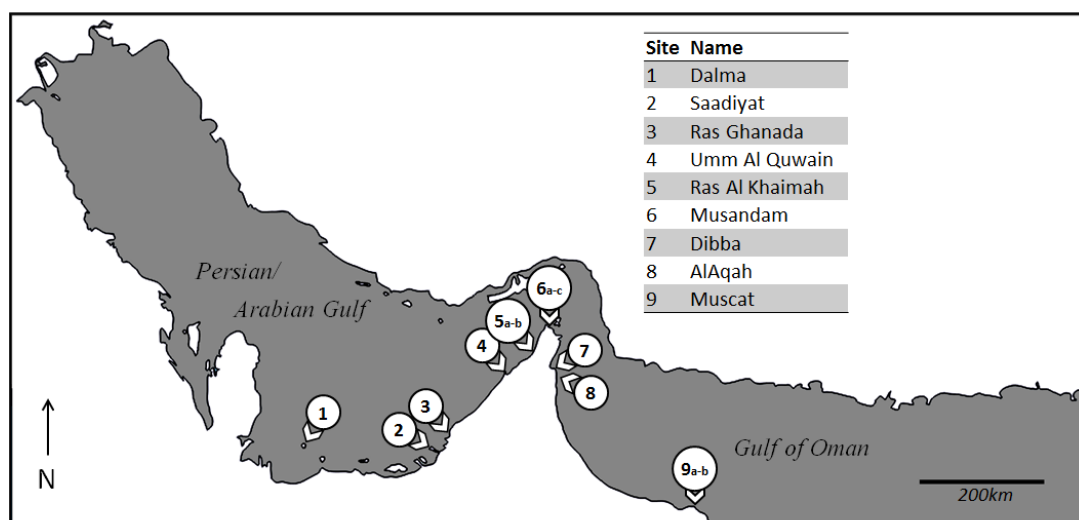 Site Name
1 Dalma
2 Saadiyat
3 Ras Ghanada
4 Umm Al Quwain
5 Ras Al Khaimah
6 Musandam
7 Dibba
8 AlAqah
9 Muscat
Persian/
Arabian Gulf
6a-c
5a-b
4
7
8
1
3
2
9a-b
Gulf of Oman
N
200km